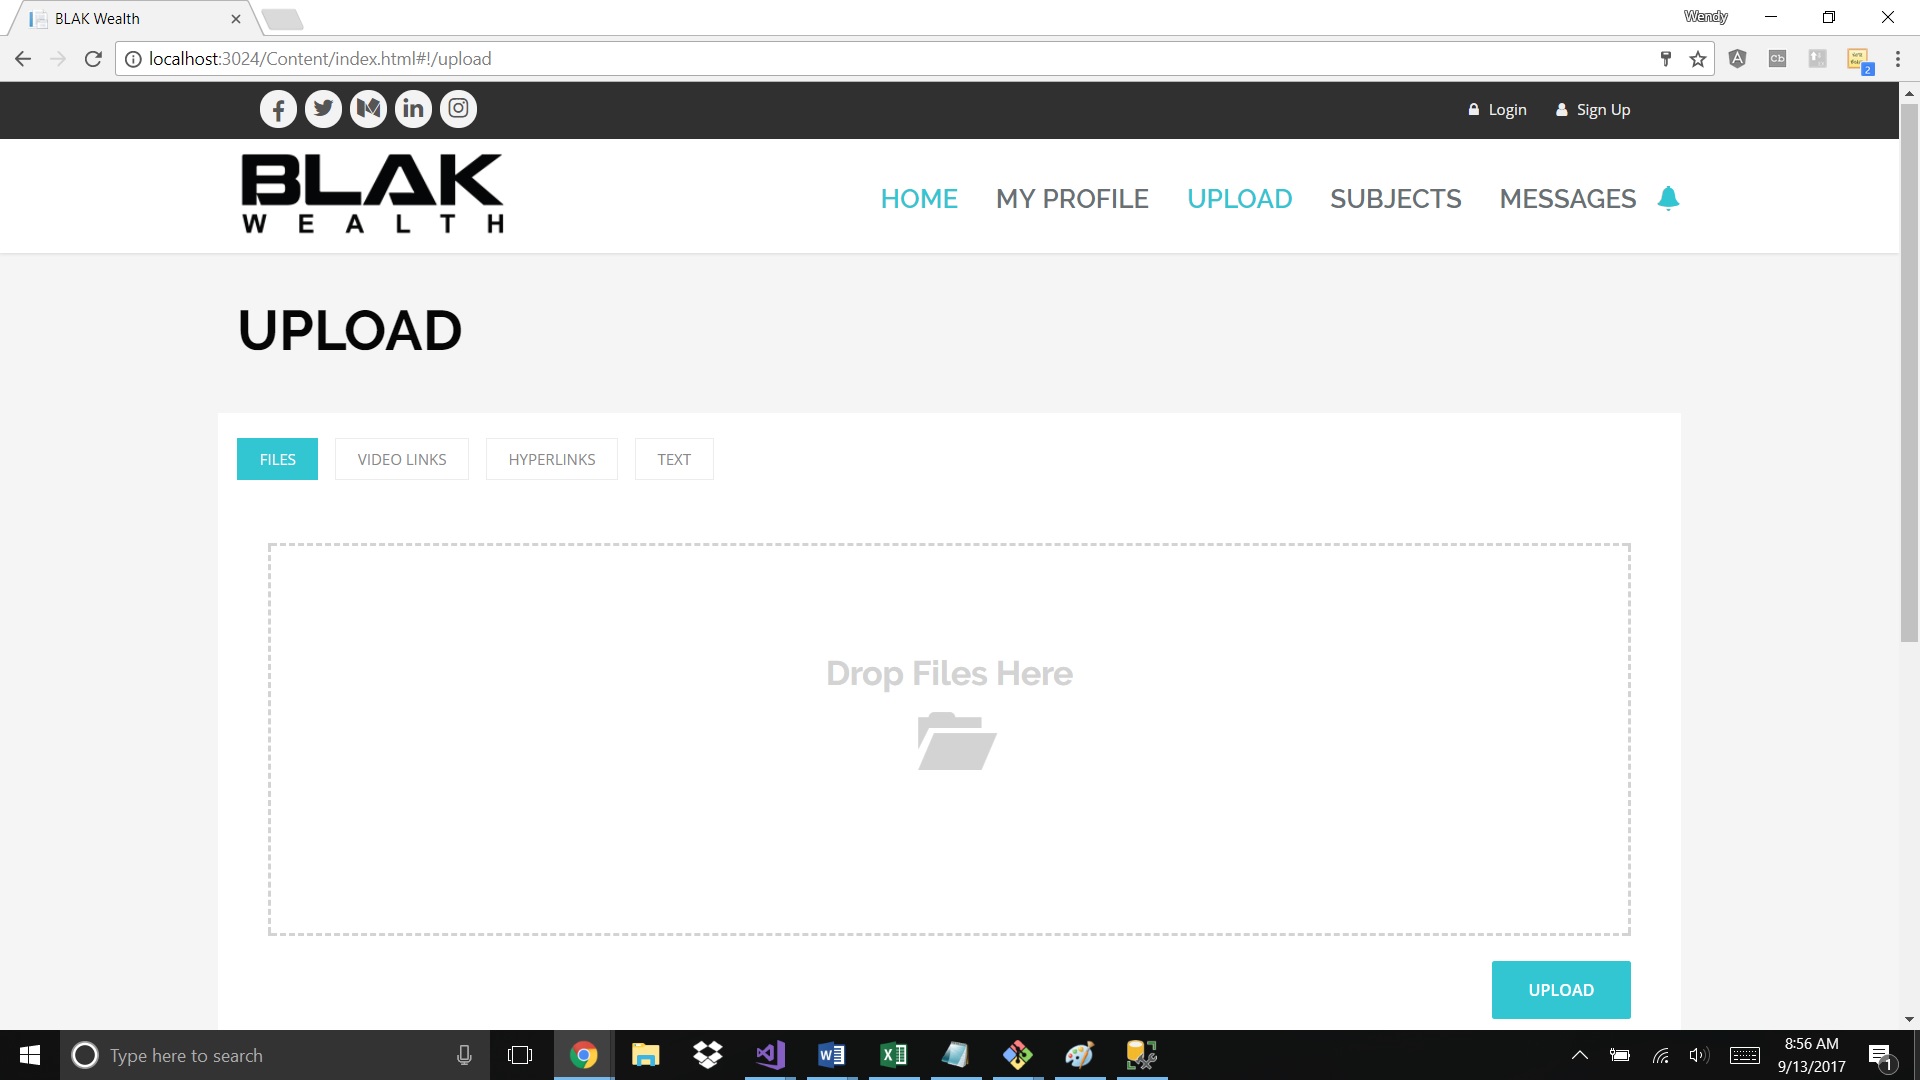 BLAK Wealth
Wendy
localhost:3024/Content/index.html#!/upload
2
Login
Sign Up
BLAK
WEALTH
HOME
MY PROFILE
UPLOAD
SUBJECTS
MESSAGES
UPLOAD
FILES
VIDEO LINKS
HYPERLINKS
TEXT
Drop Files Here
UPLOAD
Type here to search
8:56 AM
9/13/2017
1